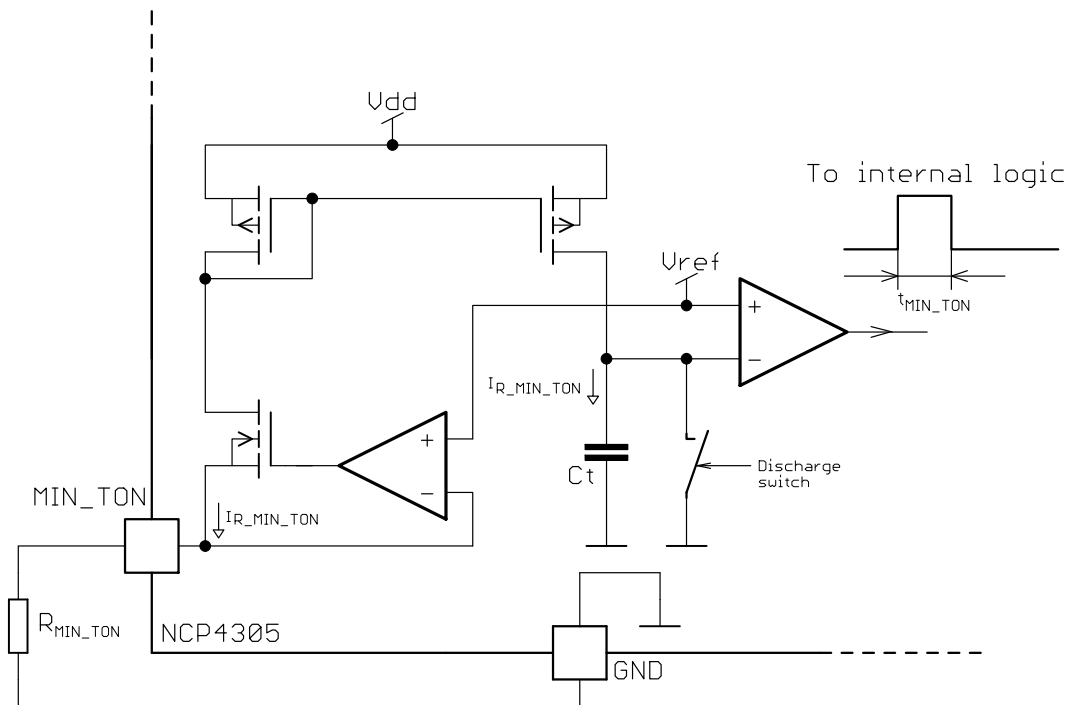 Vdd
To internal logic
Vref
+
tMIN_TON
−
IR_MIN_TON
+
Ct
Discharge
switch
−
MIN_TON
IR_MIN_TON
RMIN_TON
NCP4305
GND